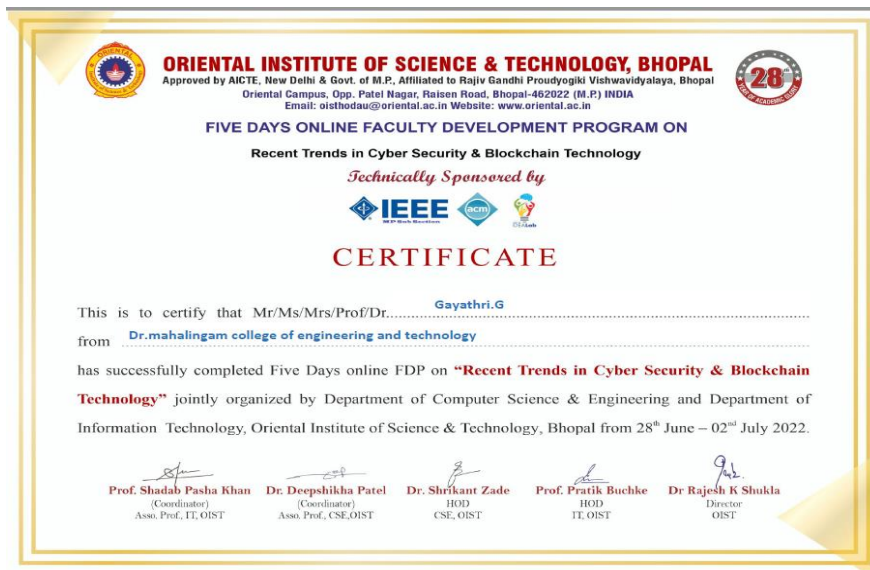 ORIENTAL INSTITUTE OF SCIENCE & TECHNOLOGY, BHOPAL
Approved by AICTE, New Delhi & Govt. of M.P., Affiliated to Rajiv Gandhi Proudyogiki Vishwavidyalaya, Bhopal
Oriental Campus, Opp. Patel Nagar, Raisen Road, Bhopal-462022 (M.P.) INDIA
Email: oisthodau@oriental.ac.in Website: www.oriental.ac.in
28
YEAR OF ACADEMIC GLORY
FIVE DAYS ONLINE FACULTY DEVELOPMENT PROGRAM ON
Recent Trends in Cyber Security & Blockchain Technology
Technically Sponsored by
IEEE
M P Sub Section
acm
CERTIFICATE
This is to certify that Mr/Ms/Mrs/Prof/Dr. Gayathri.G
from Dr.mahalingam college of engineering and technology
has successfully completed Five Days online FDP on “Recent Trends in Cyber Security & Blockchain
Technology” jointly organized by Department of Computer Science & Engineering and Department of
Information Technology, Oriental Institute of Science & Technology, Bhopal from 28th June – 02nd July 2022.
Prof. Shadab Pasha Khan Dr. Deepshikha Patel Dr. Shrikant Zade Prof. Pratik Buchke Dr Rajesh K Shukla
(Coordinator) (Coordinator) HOD HOD Director
Asso. Prof., IT, OIST Asso. Prof., CSE,OIST CSE, OIST IT, OIST OIST